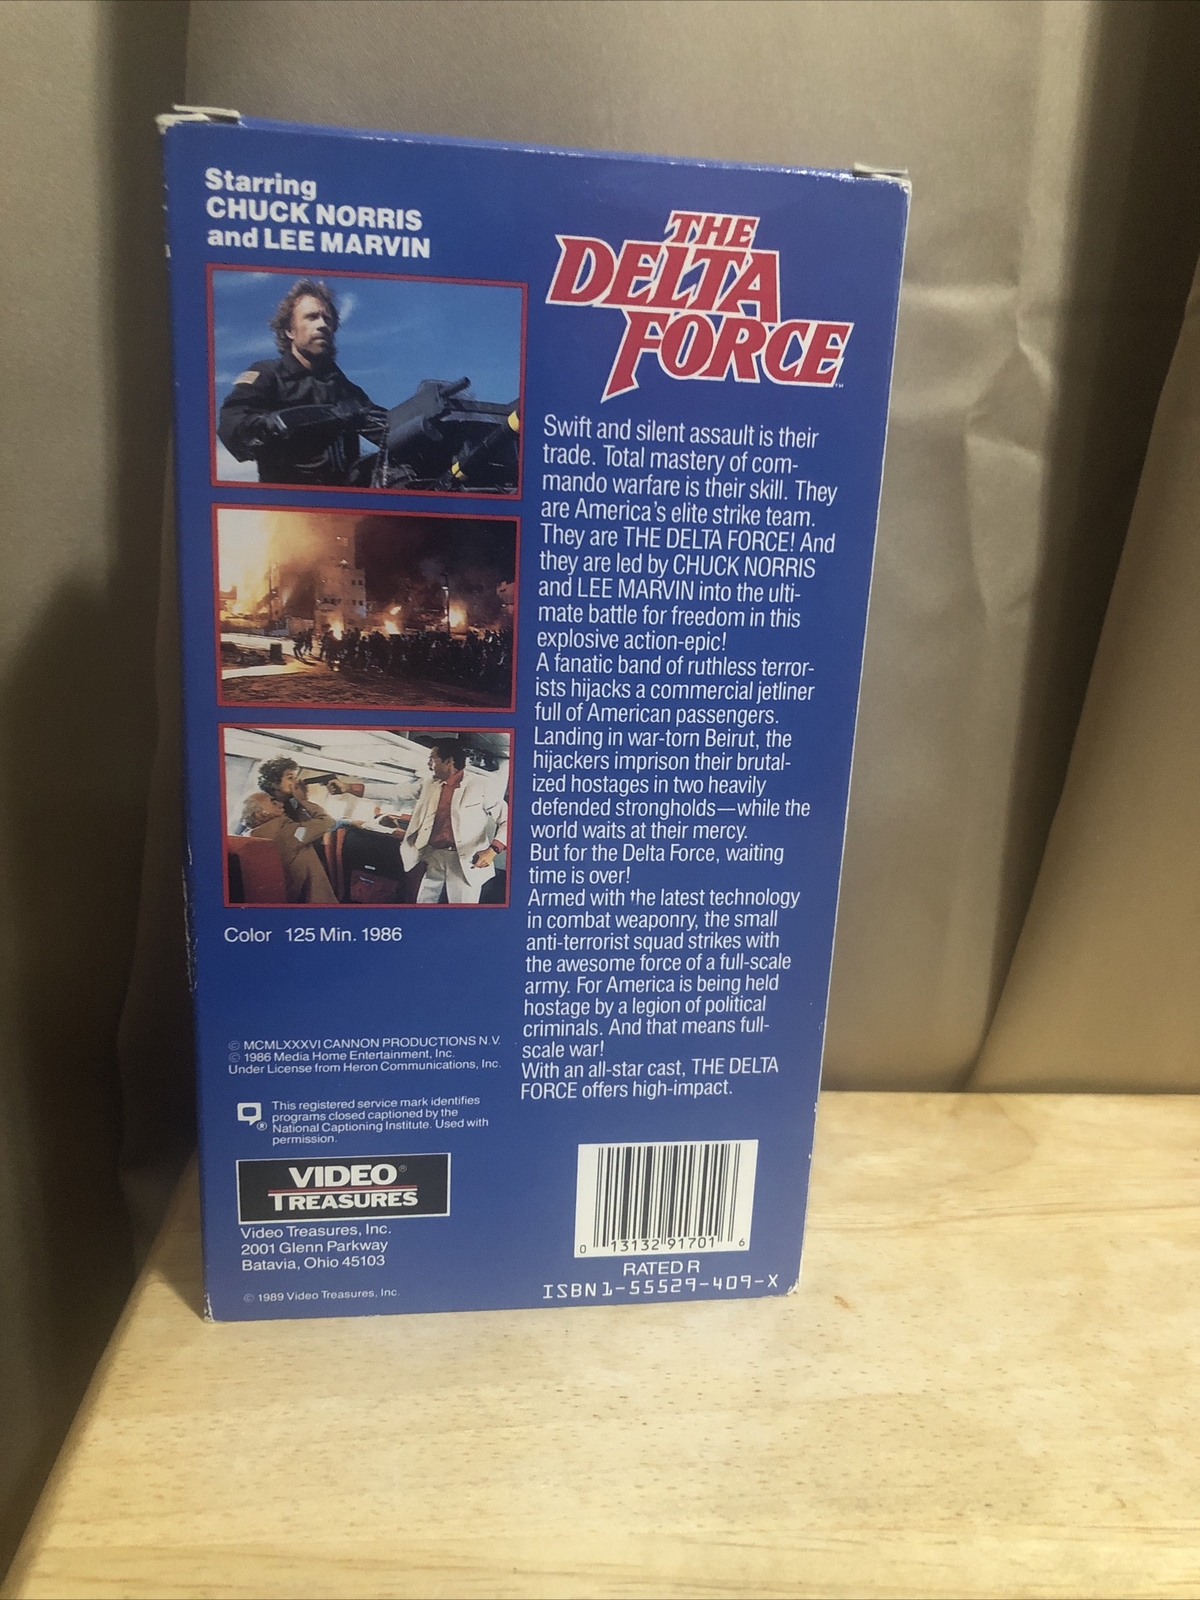 Starring
CHUCK NORRIS
and LEE MARVIN
THE
DELTA
FORCE™
Swift and silent assault is their
trade. Total mastery of com-
mando warfare is their skill. They
are America's elite strike team.
They are THE DELTA FORCE! And
they are led by CHUCK NORRIS
and LEE MARVIN into the ulti-
mate battle for freedom in this
explosive action-epic!
A fanatic band of ruthless terror-
ists hijacks a commercial jetliner
full of American passengers.
Landing in war-torn Beirut, the
hijackers imprison their brutal-
ized hostages in two heavily
defended strongholds—while the
world waits at their mercy.
But for the Delta Force, waiting
time is over!
Armed with the latest technology
in combat weaponry, the small
anti-terrorist squad strikes with
the awesome force of a full-scale
army. For America is being held
hostage by a legion of political
criminals. And that means full-
scale war!
With an all-star cast, THE DELTA
FORCE offers high-impact.
Color 125 Min. 1986
© MCMLXXXVI CANNON PRODUCTIONS N.V.
© 1986 Media Home Entertainment, Inc.
Under License from Heron Communications, Inc.
This registered service mark identifies
programs closed captioned by the
® National Captioning Institute. Used with
permission.
VIDEO®
TREASURES
Video Treasures, Inc.
2001 Glenn Parkway
Batavia, Ohio 45103
© 1989 Video Treasures, Inc.
0 13132 91701 6
RATED R
ISBN 1-55529-409-X